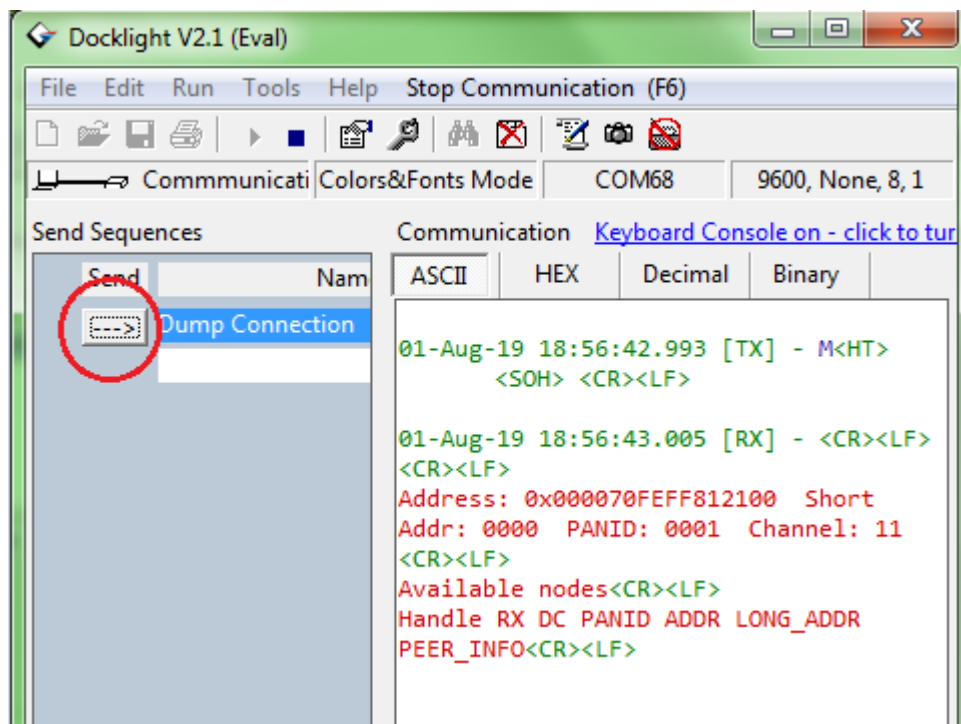 Docklight V2.1 (Eval)
File Edit Run Tools Help Stop Communication (F6)
Commmunicati Colors&Fonts Mode COM68 9600, None, 8, 1
Send Sequences
Communication Keyboard Console on - click to tur
Send Nam
ASCII HEX Decimal Binary
---> Dump Connection
01-Aug-19 18:56:42.993 [TX] - M<HT>
<SOH> <CR><LF>
01-Aug-19 18:56:43.005 [RX] - <CR><LF>
<CR><LF>
Address: 0x000070FEFF812100 Short
Addr: 0000 PANID: 0001 Channel: 11
<CR><LF>
Available nodes<CR><LF>
Handle RX DC PANID ADDR LONG_ADDR
PEER_INFO<CR><LF>